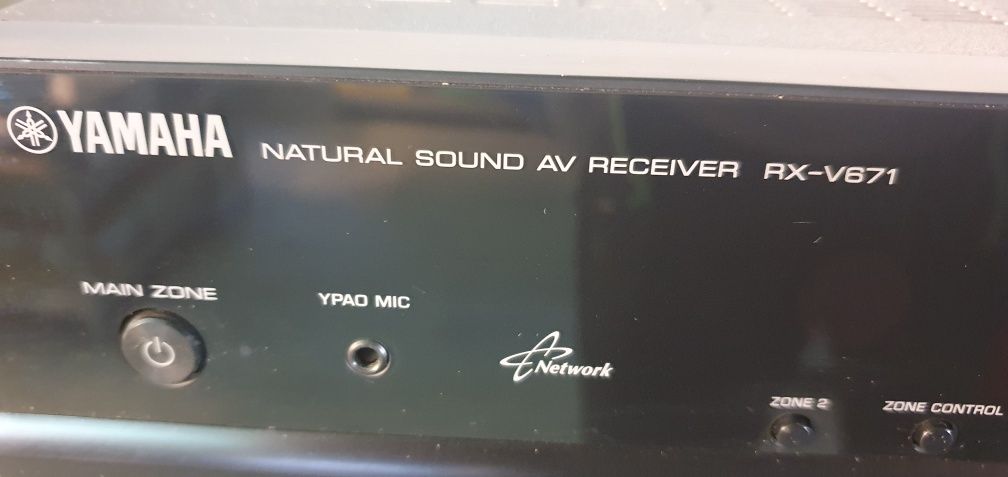 YAMAHA NATURAL SOUND AV RECEIVER RX-V671
MAIN ZONE
YPAO MIC
Network
ZONE 2
ZONE CONTROL